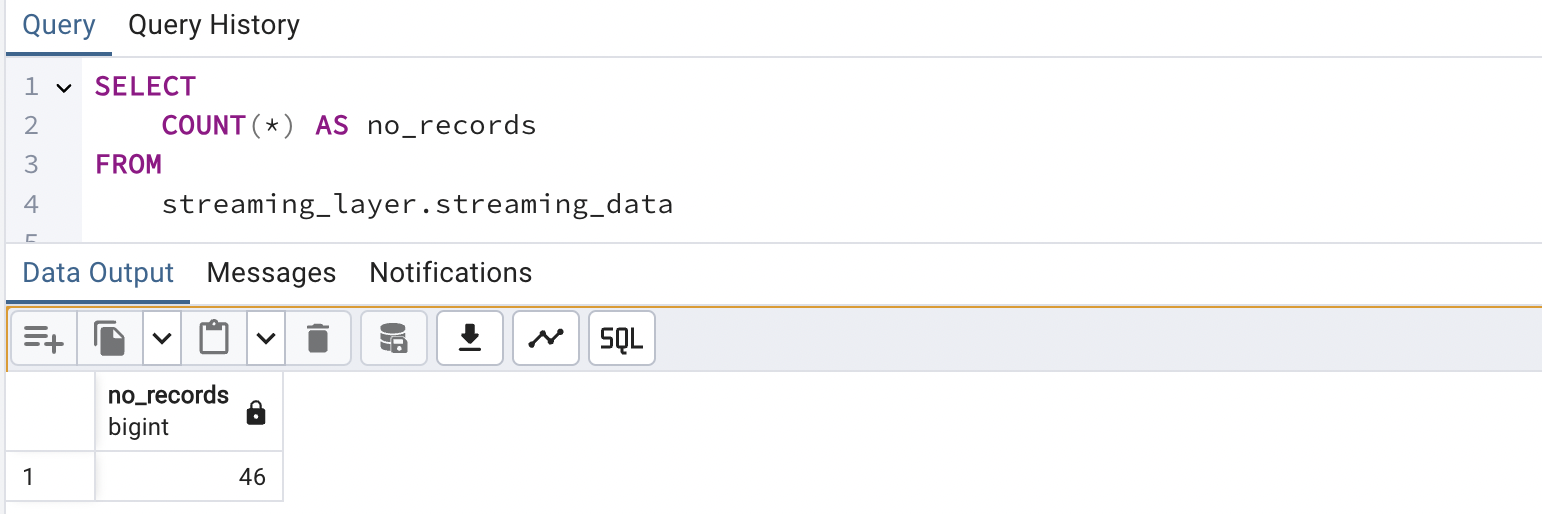 Query Query History
1 SELECT
2 COUNT(*) AS no_records
3 FROM
4 streaming_layer.streaming_data
5
Data Output Messages Notifications
SQL
no_records
bigint
1 46